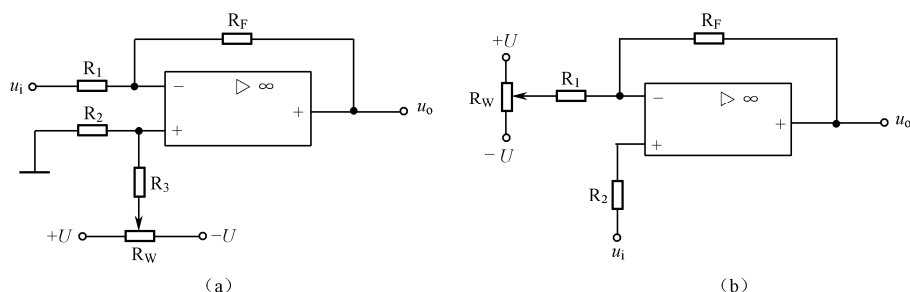 R_F
u_i
R_1
−
▷ ∞
+
u_o
R_2
+
R_3
+U
R_W
−U
（a）
+U
R_W
−U
R_1
R_F
−
▷ ∞
+
u_o
+
R_2
u_i
（b）